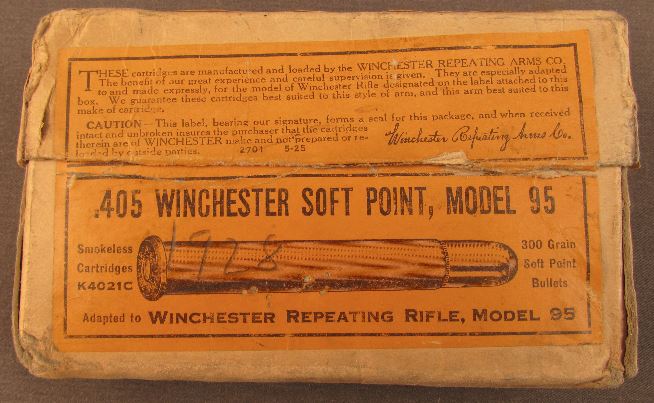 THESE cartridges are manufactured and loaded by the WINCHESTER REPEATING ARMS CO.
The benefit of our great experience and careful supervision is given. They are especially adapted
to and made expressly, for the model of Winchester Rifle designated on the label attached to this
box. We guarantee these cartridges best suited to this style of arm, and this arm best suited to this
make of cartridge.
CAUTION—This label, bearing our signature, forms a seal for this package, and when received
intact and unbroken insures the purchaser that the cartridges
therein are of WINCHESTER make and not prepared or re-
loaded by outside parties. 2701 5-25
Winchester Repeating Arms Co.
.405 WINCHESTER SOFT POINT, MODEL 95
Smokeless
Cartridges
K4021C
1928
300 Grain
Soft Point
Bullets
Adapted to WINCHESTER REPEATING RIFLE, MODEL 95